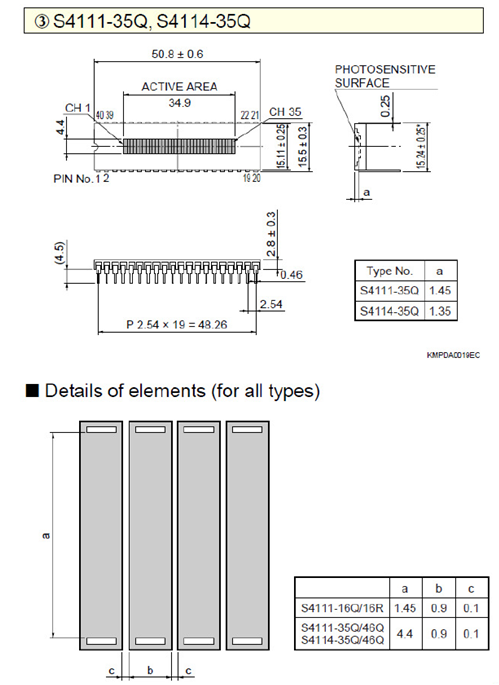 ③ S4111-35Q, S4114-35Q
50.8 ± 0.6
ACTIVE AREA
34.9
PHOTOSENSITIVE
SURFACE
CH 1
40 39
22 21
CH 35
0.25
4.4
15.11 ± 0.25
15.5 ± 0.3
15.24 ± 0.25
PIN No.1 2
19 20
a
(4.5)
2.8 ± 0.3
0.46
2.54
P 2.54 × 19 = 48.26
Type No. a
S4111-35Q 1.45
S4114-35Q 1.35
KMPDA0019EC
■ Details of elements (for all types)
a
c b c
a b c
S4111-16Q/16R 1.45 0.9 0.1
S4111-35Q/46Q
S4114-35Q/46Q 4.4 0.9 0.1